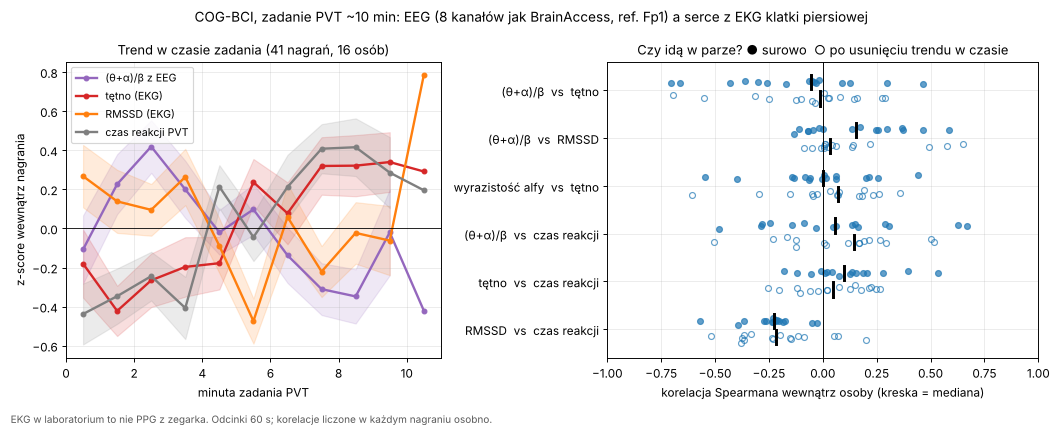 COG-BCI, zadanie PVT ~10 min: EEG (8 kanałów jak BrainAccess, ref. Fp1) a serce z EKG klatki piersiowej
Trend w czasie zadania (41 nagrań, 16 osób)
(θ+α)/β z EEG
tętno (EKG)
RMSSD (EKG)
czas reakcji PVT
z-score wewnątrz nagrania
0.8
0.6
0.4
0.2
0.0
−0.2
−0.4
−0.6
0 2 4 6 8 10
minuta zadania PVT
Czy idą w parze? ● surowo ○ po usunięciu trendu w czasie
(θ+α)/β vs tętno
(θ+α)/β vs RMSSD
wyrazistość alfy vs tętno
(θ+α)/β vs czas reakcji
tętno vs czas reakcji
RMSSD vs czas reakcji
−1.00 −0.75 −0.50 −0.25 0.00 0.25 0.50 0.75 1.00
korelacja Spearmana wewnątrz osoby (kreska = mediana)
EKG w laboratorium to nie PPG z zegarka. Odcinki 60 s; korelacje liczone w każdym nagraniu osobno.